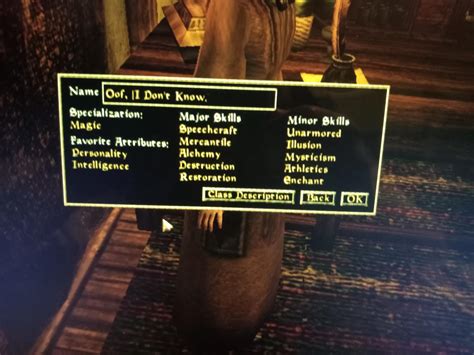 Name Oof, |I Don't Know,
Specialization: Major Skills Minor Skills
Magic Speechcraft Unarmored
Favorite Attributes: Mercantile Illusion
Personality Alchemy Mysticism
Intelligence Destruction Athletics
Restoration Enchant
Class Description Back OK